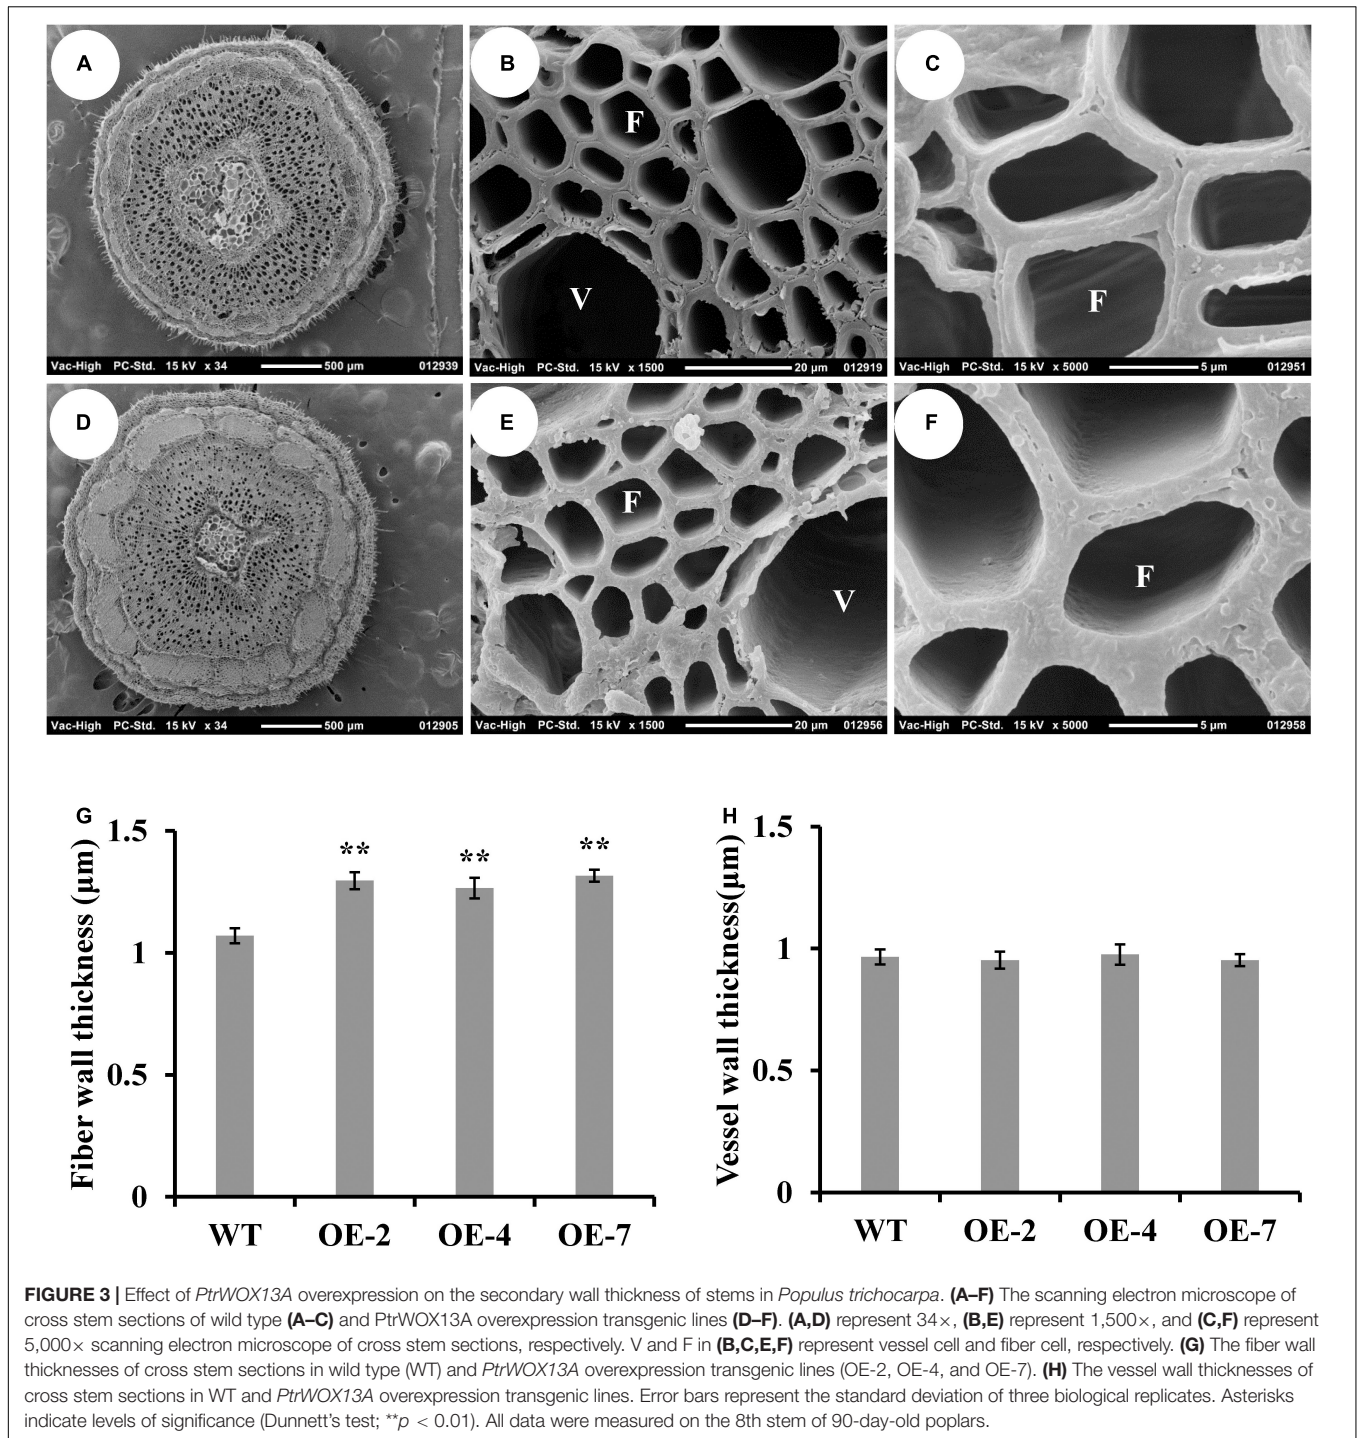 A
B
C
F
V
F
Vac-High PC-Std. 15 kV x 34 500 µm 012939
Vac-High PC-Std. 15 kV x 1500 20 µm 012919
Vac-High PC-Std. 15 kV x 5000 5 µm 012951
D
E
F
F
V
F
Vac-High PC-Std. 15 kV x 34 500 µm 012905
Vac-High PC-Std. 15 kV x 1500 20 µm 012956
Vac-High PC-Std. 15 kV x 5000 5 µm 012958
G
Fiber wall thickness (µm)
1.5
1
0.5
0
** ** **
WT OE-2 OE-4 OE-7
H
Vessel wall thickness(µm)
1.5
1
0.5
0
WT OE-2 OE-4 OE-7
FIGURE 3 | Effect of PtrWOX13A overexpression on the secondary wall thickness of stems in Populus trichocarpa. (A–F) The scanning electron microscope of
cross stem sections of wild type (A–C) and PtrWOX13A overexpression transgenic lines (D–F). (A,D) represent 34×, (B,E) represent 1,500×, and (C,F) represent
5,000× scanning electron microscope of cross stem sections, respectively. V and F in (B,C,E,F) represent vessel cell and fiber cell, respectively. (G) The fiber wall
thicknesses of cross stem sections in wild type (WT) and PtrWOX13A overexpression transgenic lines (OE-2, OE-4, and OE-7). (H) The vessel wall thicknesses of
cross stem sections in WT and PtrWOX13A overexpression transgenic lines. Error bars represent the standard deviation of three biological replicates. Asterisks
indicate levels of significance (Dunnett's test; **p < 0.01). All data were measured on the 8th stem of 90-day-old poplars.